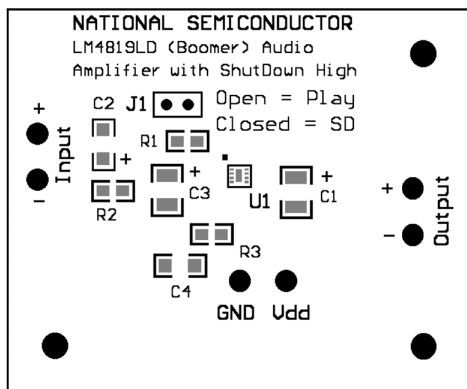 NATIONAL SEMICONDUCTOR
LM4819LD (Boomer) Audio
Amplifier with ShutDown High
J1
Open = Play
Closed = SD
C2
+
+
-
Input
R1
R2
+
C3
U1
+
C1
+
-
Output
R3
C4
GND Vdd